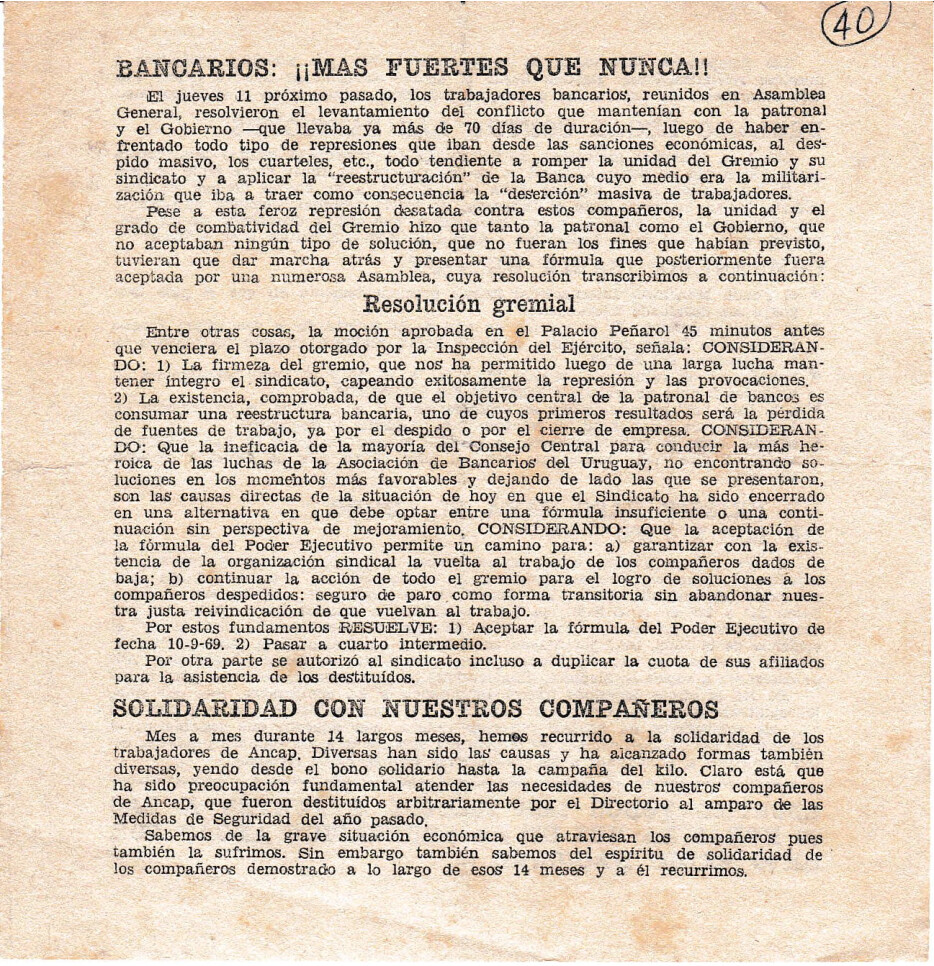 40
BANCARIOS: ¡¡MAS FUERTES QUE NUNCA!!
El jueves 11 próximo pasado, los trabajadores bancarios, reunidos en Asamblea
General, resolvieron el levantamiento del conflicto que mantenían con la patronal
y el Gobierno —que llevaba ya más de 70 días de duración—, luego de haber en-
frentado todo tipo de represiones que iban desde las sanciones económicas, al des-
pido masivo, los cuarteles, etc., todo tendiente a romper la unidad del Gremio y su
sindicato y a aplicar la "reestructuración" de la Banca cuyo medio era la militari-
zación que iba a traer como consecuencia la "deserción" masiva de trabajadores.
Pese a esta feroz represión desatada contra estos compañeros, la unidad y el
grado de combatividad del Gremio hizo que tanto la patronal como el Gobierno, que
no aceptaban ningún tipo de solución, que no fueran los fines que habían previsto,
tuvieran que dar marcha atrás y presentar una fórmula que posteriormente fuera
aceptada por una numerosa Asamblea, cuya resolución transcribimos a continuación:
Resolución gremial
Entre otras cosas, la moción aprobada en el Palacio Peñarol 45 minutos antes
que venciera el plazo otorgado por la Inspección del Ejército, señala: CONSIDERAN-
DO: 1) La firmeza del gremio, que nos ha permitido luego de una larga lucha man-
tener íntegro el sindicato, capeando exitosamente la represión y las provocaciones.
2) La existencia, comprobada, de que el objetivo central de la patronal de bancos es
consumar una reestructura bancaria, uno de cuyos primeros resultados será la pérdida
de fuentes de trabajo, ya por el despido o por el cierre de empresa. CONSIDERAN-
DO: Que la ineficacia de la mayoría del Consejo Central para conducir la más he-
roica de las luchas de la Asociación de Bancarios del Uruguay, no encontrando so-
luciones en los momentos más favorables y dejando de lado las que se presentaron,
son las causas directas de la situación de hoy en que el Sindicato ha sido encerrado
en una alternativa en que debe optar entre una fórmula insuficiente o una conti-
nuación sin perspectiva de mejoramiento. CONSIDERANDO: Que la aceptación de
la fórmula del Poder Ejecutivo permite un camino para: a) garantizar con la exis-
tencia de la organización sindical la vuelta al trabajo de los compañeros dados de
baja; b) continuar la acción de todo el gremio para el logro de soluciones á los
compañeros despedidos: seguro de paro como forma transitoria sin abandonar nues-
tra justa reivindicación de que vuelvan al trabajo.
Por estos fundamentos RESUELVE: 1) Aceptar la fórmula del Poder Ejecutivo de
fecha 10-9-69. 2) Pasar a cuarto intermedio.
Por otra parte se autorizó al sindicato incluso a duplicar la cuota de sus afiliados
para la asistencia de los destituídos.
SOLIDARIDAD CON NUESTROS COMPAÑEROS
Mes a mes durante 14 largos meses, hemos recurrido a la solidaridad de los
trabajadores de Ancap. Diversas han sido las causas y ha alcanzado formas también
diversas, yendo desde el bono solidario hasta la campaña del kilo. Claro está que
ha sido preocupación fundamental atender las necesidades de nuestros compañeros
de Ancap, que fueron destituídos arbitrariamente por el Directorio al amparo de las
Medidas de Seguridad del año pasado.
Sabemos de la grave situación económica que atraviesan los compañeros pues
también la sufrimos. Sin embargo también sabemos del espíritu de solidaridad de
los compañeros demostrado a lo largo de esos 14 meses y a él recurrimos.